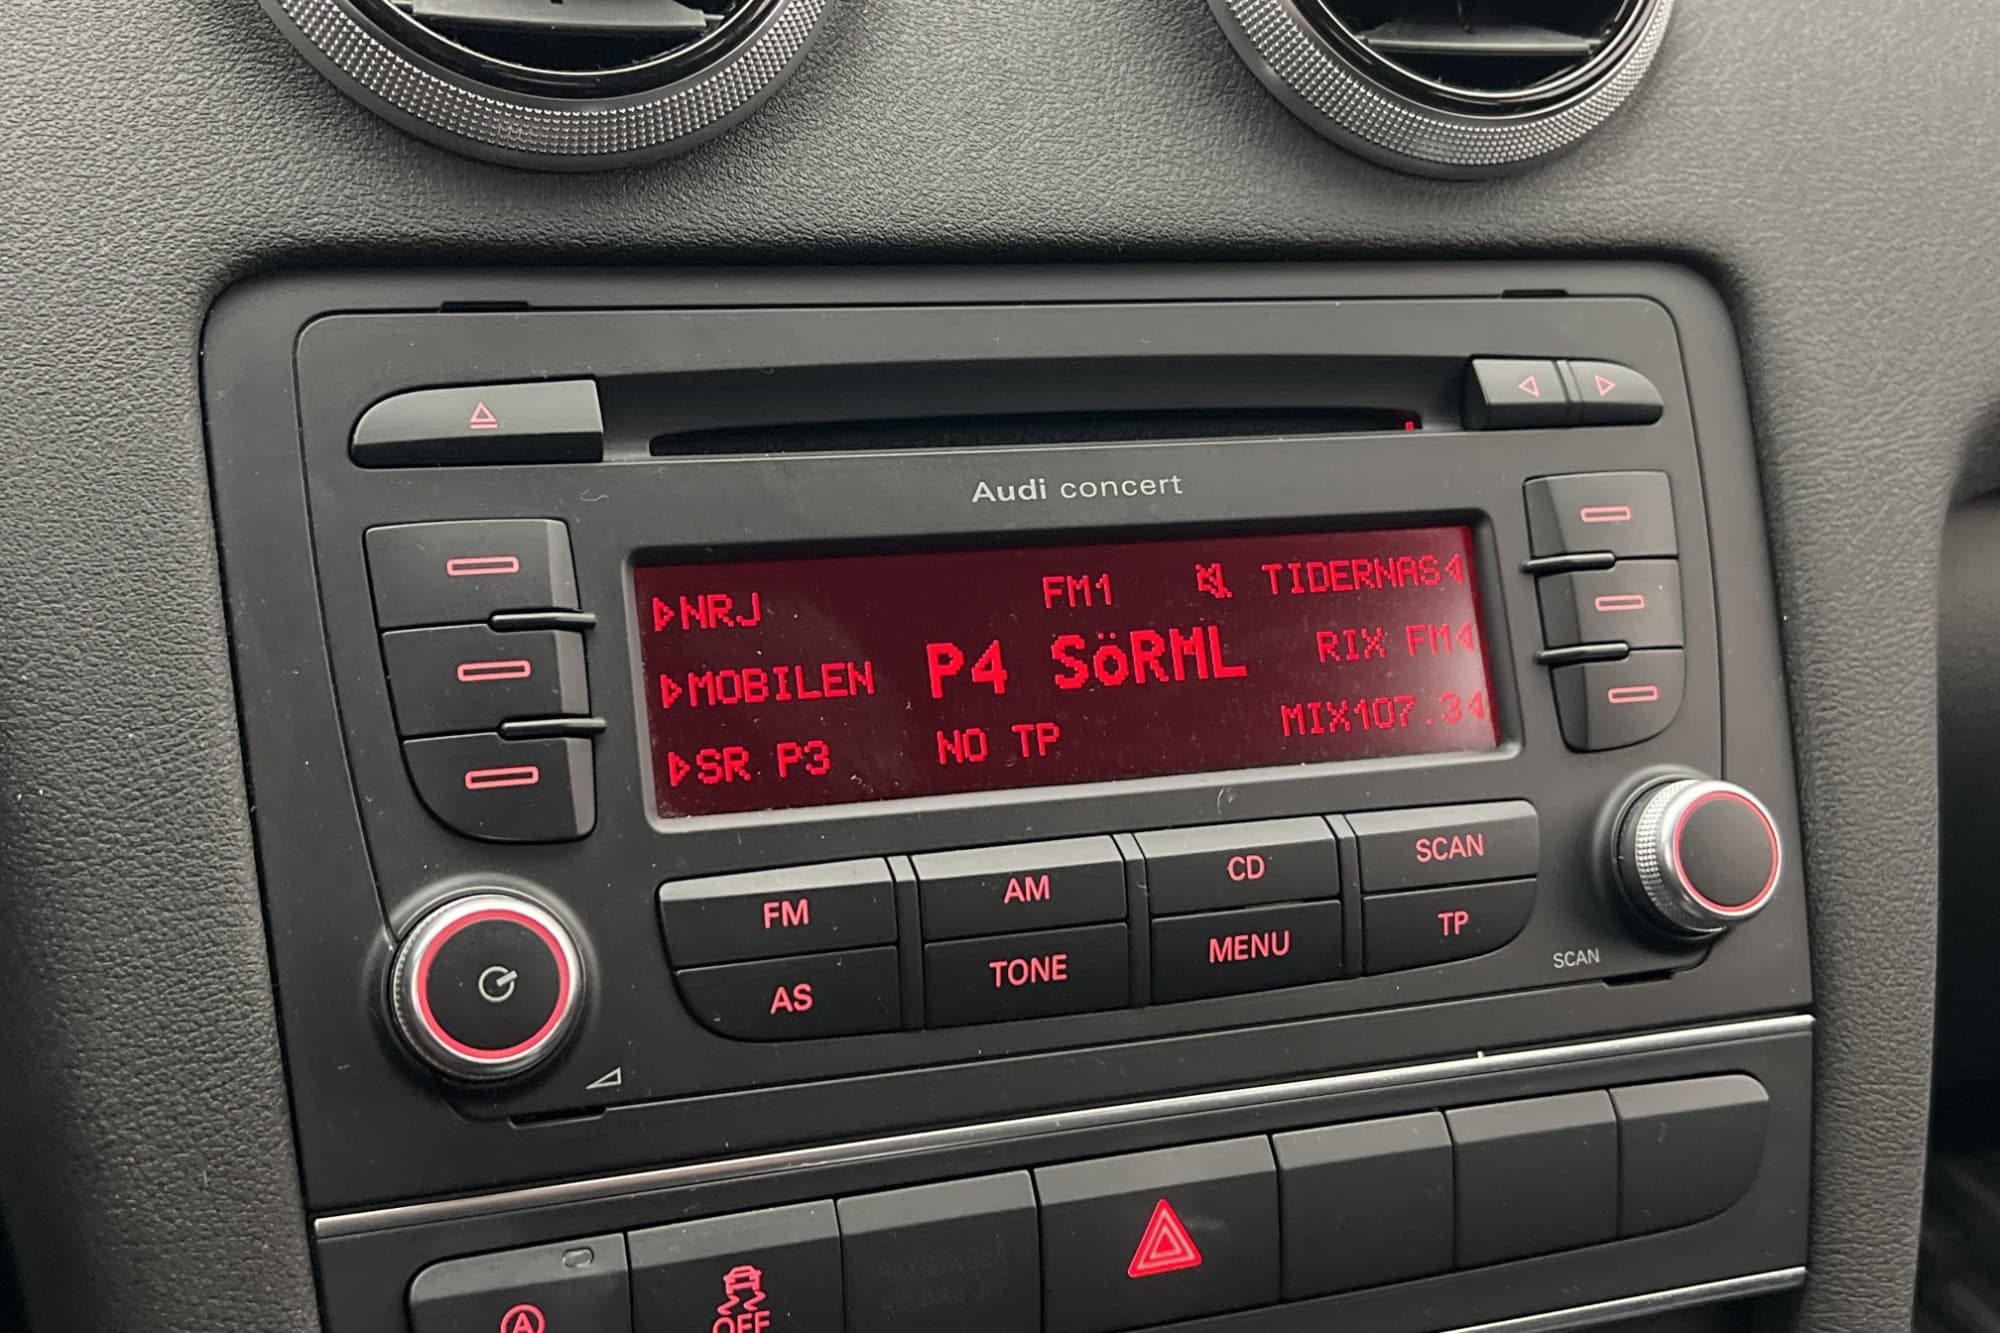 Audi concert
NRJ FM1 TIDERNAS
MOBILEN P4 SöRML RIX FM
SR P3 NO TP MIX107.3
FM AM CD SCAN
AS TONE MENU TP
SCAN
A OFF